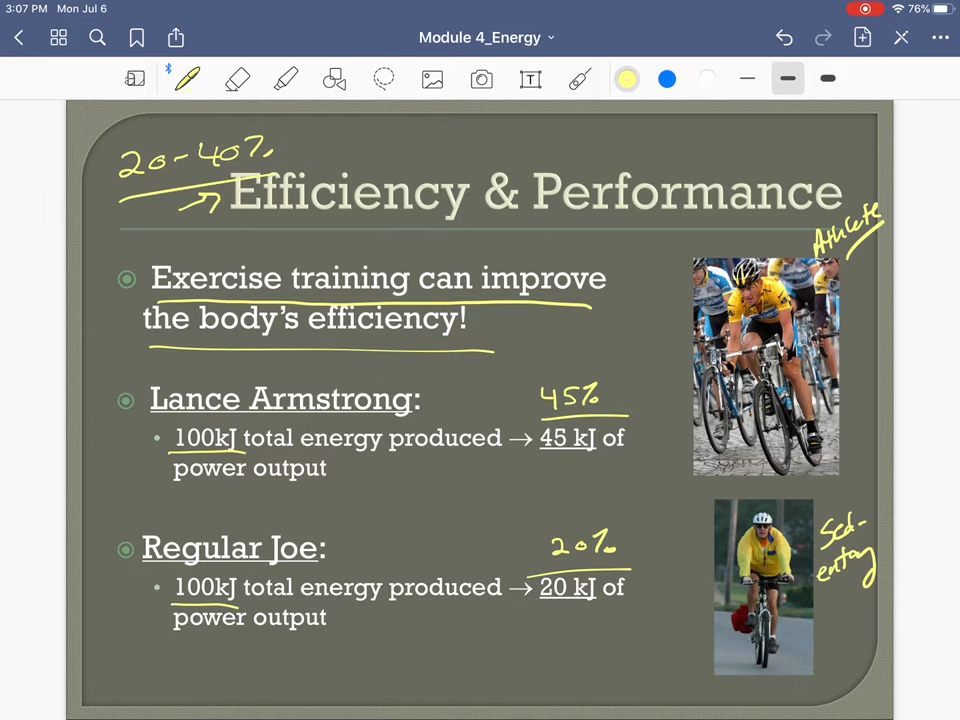 3:07 PM Mon Jul 6
76%
Module 4_Energy
20-40%
Efficiency & Performance
Athlete
Exercise training can improve
the body's efficiency!
Lance Armstrong:
45%
100kJ total energy produced → 45 kJ of
power output
Regular Joe:
20%
Sed-
entary
100kJ total energy produced → 20 kJ of
power output